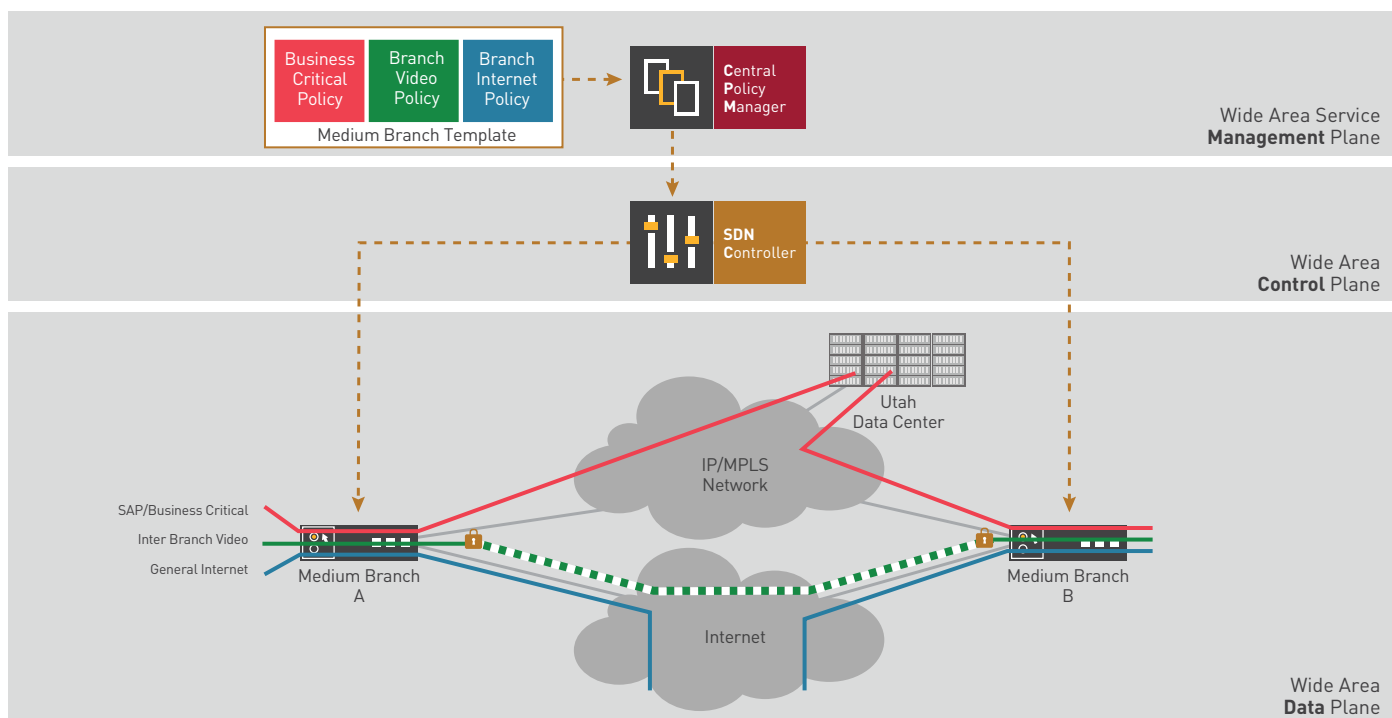 Business
Critical
Policy
Branch
Video
Policy
Branch
Internet
Policy
Medium Branch Template
Central
Policy
Manager
Wide Area Service
Management Plane
SDN
Controller
Wide Area
Control Plane
Utah
Data Center
IP/MPLS
Network
SAP/Business Critical
Inter Branch Video
General Internet
Medium Branch
A
Medium Branch
B
Internet
Wide Area
Data Plane